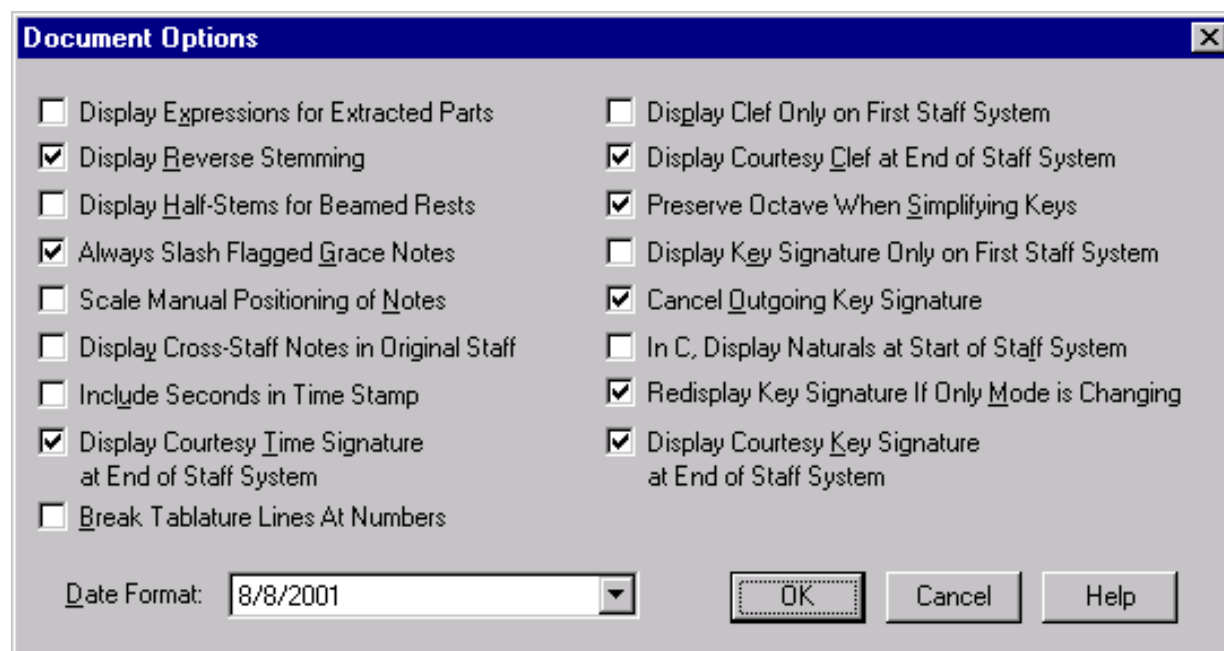 Document Options
Display Expressions for Extracted Parts
Display Reverse Stemming
Display Half-Stems for Beamed Rests
Always Slash Flagged Grace Notes
Scale Manual Positioning of Notes
Display Cross-Staff Notes in Original Staff
Include Seconds in Time Stamp
Display Courtesy Time Signature
at End of Staff System
Break Tablature Lines At Numbers
Display Clef Only on First Staff System
Display Courtesy Clef at End of Staff System
Preserve Octave When Simplifying Keys
Display Key Signature Only on First Staff System
Cancel Outgoing Key Signature
In C, Display Naturals at Start of Staff System
Redisplay Key Signature If Only Mode is Changing
Display Courtesy Key Signature
at End of Staff System
Date Format: 8/8/2001
OK Cancel Help